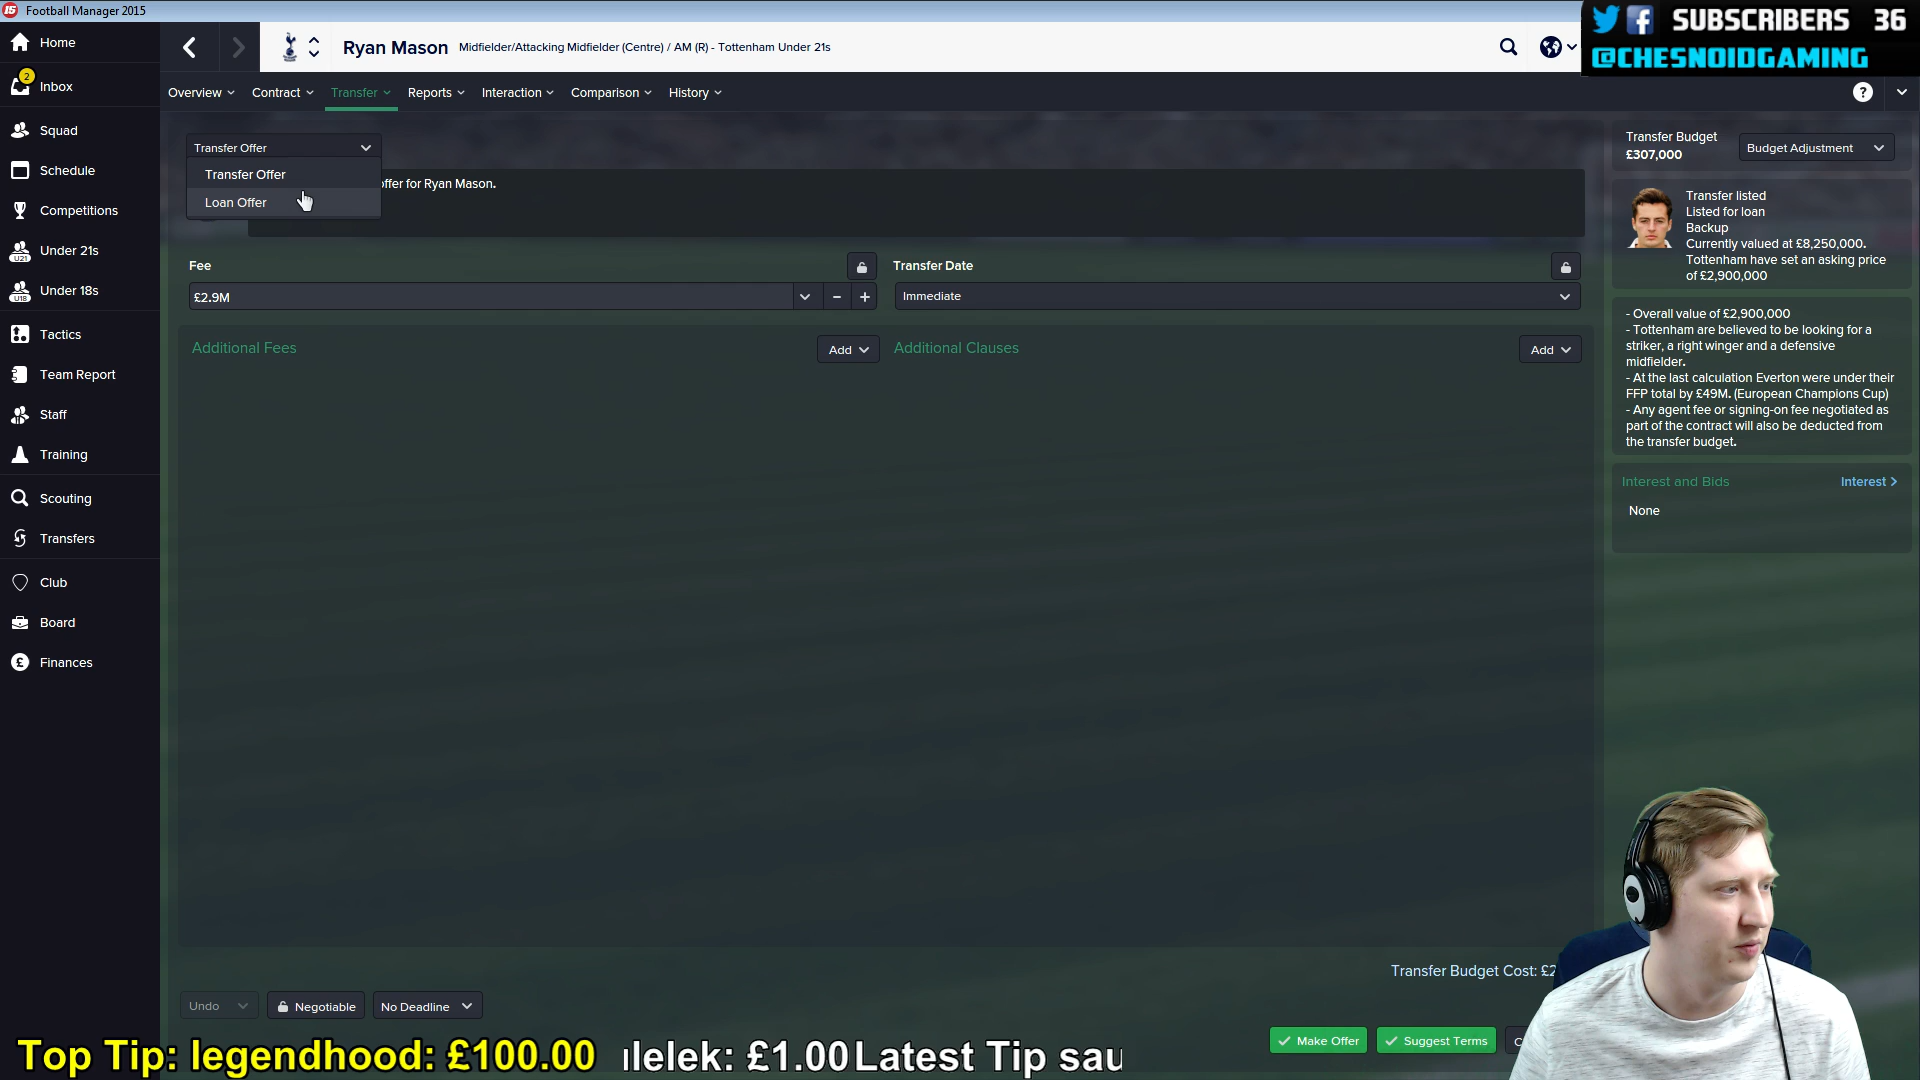 Football Manager 2015
SUBSCRIBERS 36
@CHESNOIDGAMING
Home
2
Inbox
Squad
Schedule
Competitions
U21
Under 21s
U18
Under 18s
Tactics
Team Report
Staff
Training
Scouting
Transfers
Club
Board
Finances
Ryan Mason Midfielder/Attacking Midfielder (Centre) / AM (R) - Tottenham Under 21s
Overview Contract Transfer Reports Interaction Comparison History
Transfer Offer
Transfer Offer
Loan Offer
offer for Ryan Mason.
Fee
£2.9M
Transfer Date
Immediate
Additional Fees
Add
Additional Clauses
Add
Transfer Budget
£307,000
Budget Adjustment
Transfer listed
Listed for loan
Backup
Currently valued at £8,250,000.
Tottenham have set an asking price
of £2,900,000
- Overall value of £2,900,000
- Tottenham are believed to be looking for a
striker, a right winger and a defensive
midfielder.
- At the last calculation Everton were under their
FFP total by £49M. (European Champions Cup)
- Any agent fee or signing-on fee negotiated as
part of the contract will also be deducted from
the transfer budget.
Interest and Bids
Interest >
None
Transfer Budget Cost: £2
Undo
Negotiable
No Deadline
Make Offer
Suggest Terms
Top Tip: legendhood: £100.00
lelek: £1.00 Latest Tip sau